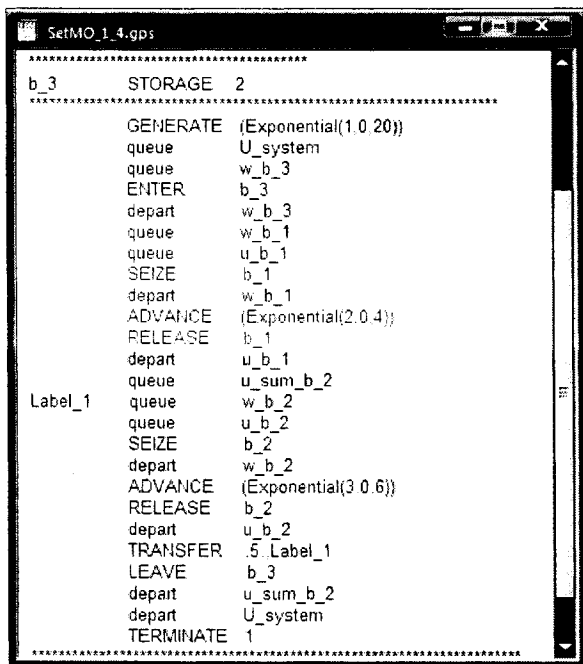 SetMO_1_4.gps
****************************************
b_3 STORAGE 2
********************************************************************
GENERATE (Exponential(1,0,20))
queue U_system
queue w_b_3
ENTER b_3
depart w_b_3
queue w_b_1
queue u_b_1
SEIZE b_1
depart w_b_1
ADVANCE (Exponential(2,0,4))
RELEASE b_1
depart u_b_1
queue u_sum_b_2
Label_1 queue w_b_2
queue u_b_2
SEIZE b_2
depart w_b_2
ADVANCE (Exponential(3,0,6))
RELEASE b_2
depart u_b_2
TRANSFER .5,,Label_1
LEAVE b_3
depart u_sum_b_2
depart U_system
TERMINATE 1
***********************************************************************